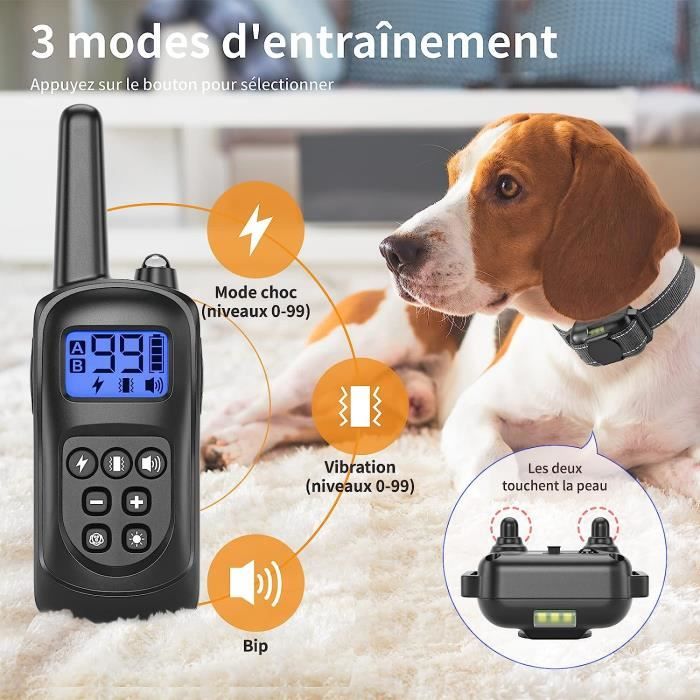 3 modes d'entraînement
Appuyez sur le bouton pour sélectionner
Mode choc
(niveaux 0-99)
A
B
99
Vibration
(niveaux 0-99)
Les deux
touchent la peau
Bip